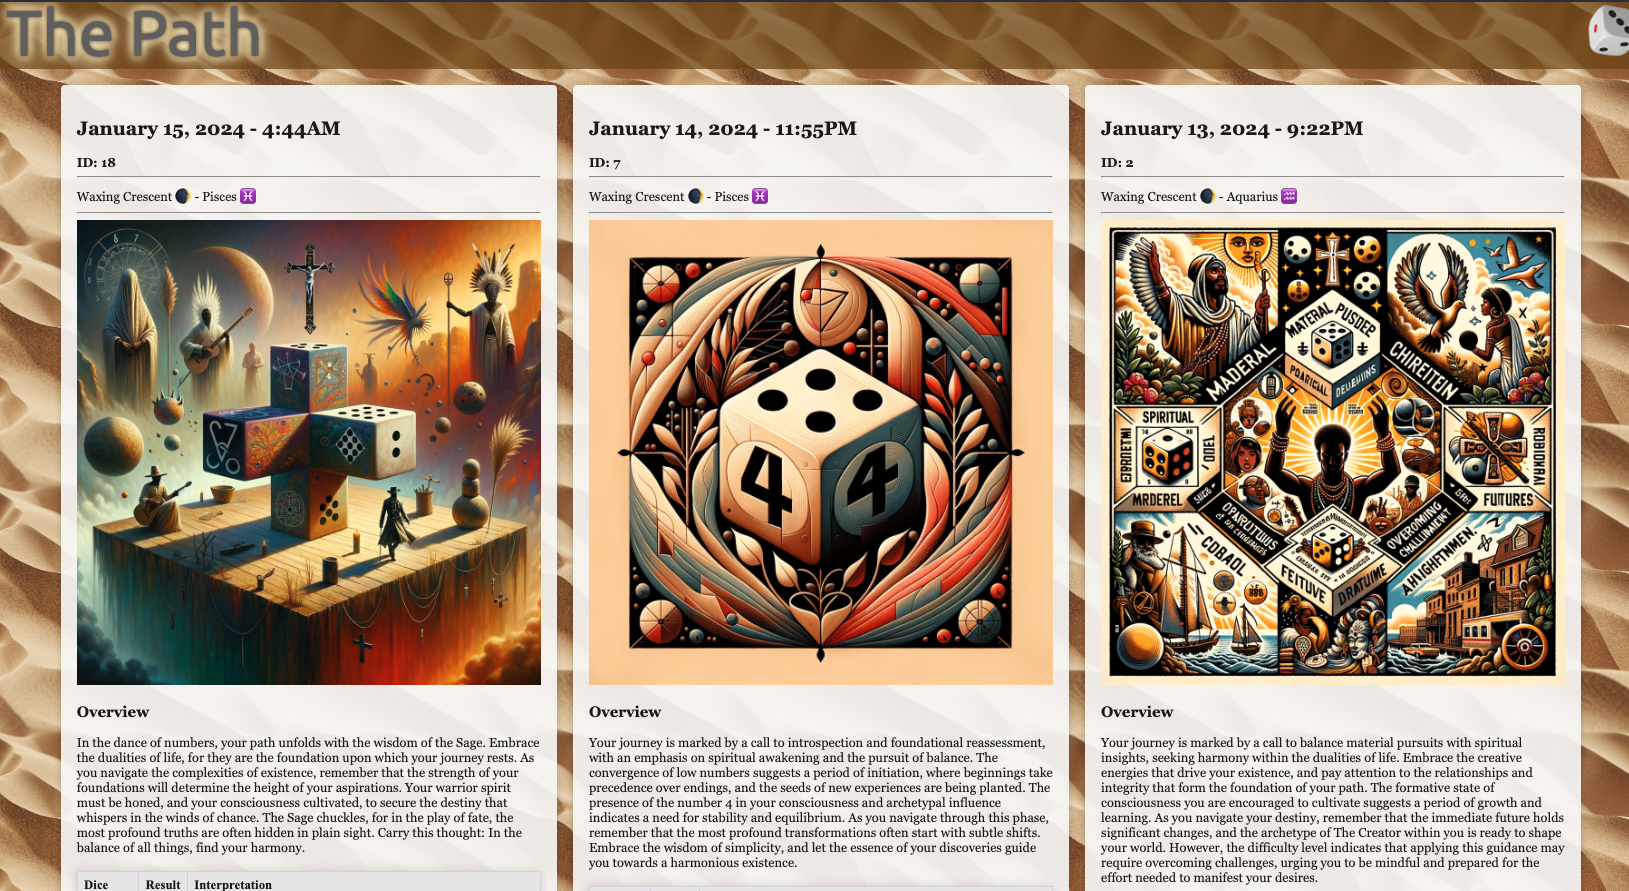 The Path
January 15, 2024 - 4:44AM
ID: 18
Waxing Crescent 🌒 - Pisces ♓
Overview
In the dance of numbers, your path unfolds with the wisdom of the Sage. Embrace
the dualities of life, for they are the foundation upon which your journey rests. As
you navigate the complexities of existence, remember that the strength of your
foundations will determine the height of your aspirations. Your warrior spirit
must be honed, and your consciousness cultivated, to secure the destiny that
whispers in the winds of chance. The Sage chuckles, for in the play of fate, the
most profound truths are often hidden in plain sight. Carry this thought: In the
balance of all things, find your harmony.
Dice Result Interpretation
January 14, 2024 - 11:55PM
ID: 7
Waxing Crescent 🌒 - Pisces ♓
4 4
Overview
Your journey is marked by a call to introspection and foundational reassessment,
with an emphasis on spiritual awakening and the pursuit of balance. The
convergence of low numbers suggests a period of initiation, where beginnings take
precedence over endings, and the seeds of new experiences are being planted. The
presence of the number 4 in your consciousness and archetypal influence
indicates a need for stability and equilibrium. As you navigate through this phase,
remember that the most profound transformations often start with subtle shifts.
Embrace the wisdom of simplicity, and let the essence of your discoveries guide
you towards a harmonious existence.
January 13, 2024 - 9:22PM
ID: 2
Waxing Crescent 🌒 - Aquarius ♒
MATERAL PUSDEP
MADERAL
CHIREITEIN
SPIRITUAL
MRDEREL
FUTURES
COBAOL
FEITUVE
DRATUIME
OVERCOMING
Overview
Your journey is marked by a call to balance material pursuits with spiritual
insights, seeking harmony within the dualities of life. Embrace the creative
energies that drive your existence, and pay attention to the relationships and
integrity that form the foundation of your path. The formative state of
consciousness you are encouraged to cultivate suggests a period of growth and
learning. As you navigate your destiny, remember that the immediate future holds
significant changes, and the archetype of The Creator within you is ready to shape
your world. However, the difficulty level indicates that applying this guidance may
require overcoming challenges, urging you to be mindful and prepared for the
effort needed to manifest your desires.